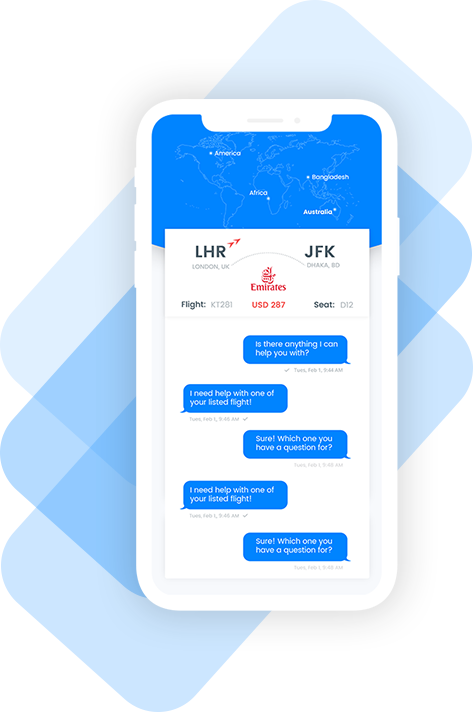 America
Bangladesh
Africa
Australia
LHR
JFK
LONDON, UK
DHAKA, BD
Emirates
Flight: KT281
USD 287
Seat: D12
Is there anything I can
help you with?
Tues, Feb 1, 9:44 AM
I need help with one of
your listed flight!
Tues, Feb 1, 9:46 AM
Sure! Which one you
have a question for?
Tues, Feb 1, 9:46 AM
I need help with one of
your listed flight!
Tues, Feb 1, 9:46 AM
Sure! Which one you
have a question for?
Tues, Feb 1, 9:46 AM